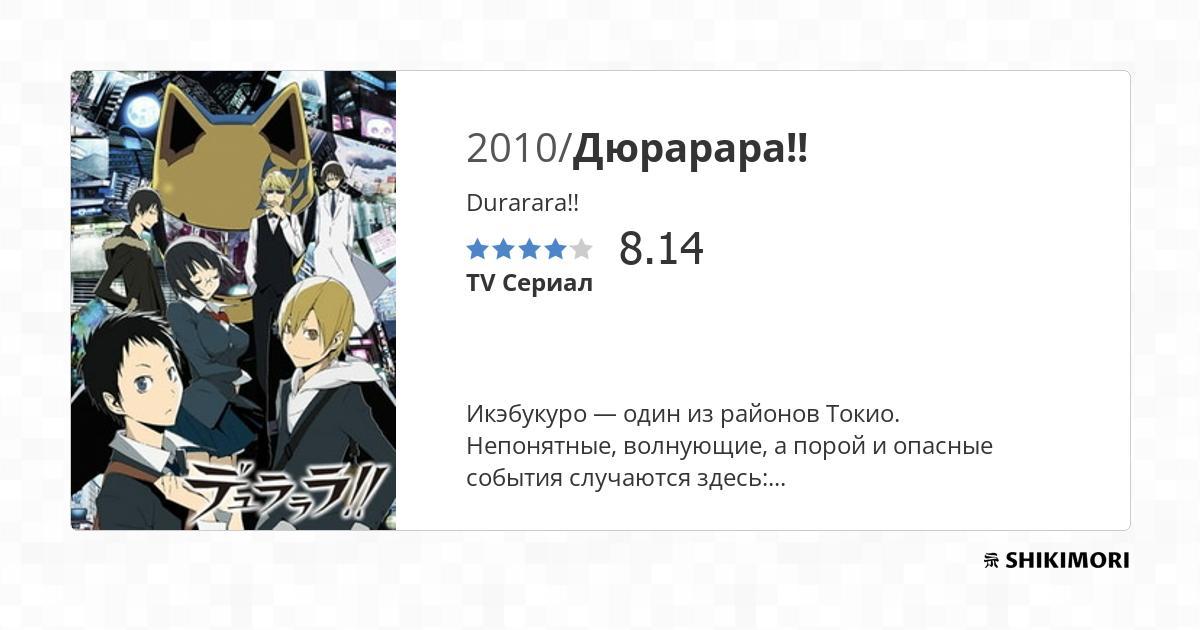 2010/Дюрарара!!
Durarara!!
8.14
TV Сериал
Икэбукуро — один из районов Токио.
Непонятные, волнующие, а порой и опасные
события случаются здесь:...
デュラララ!!
SHIKIMORI